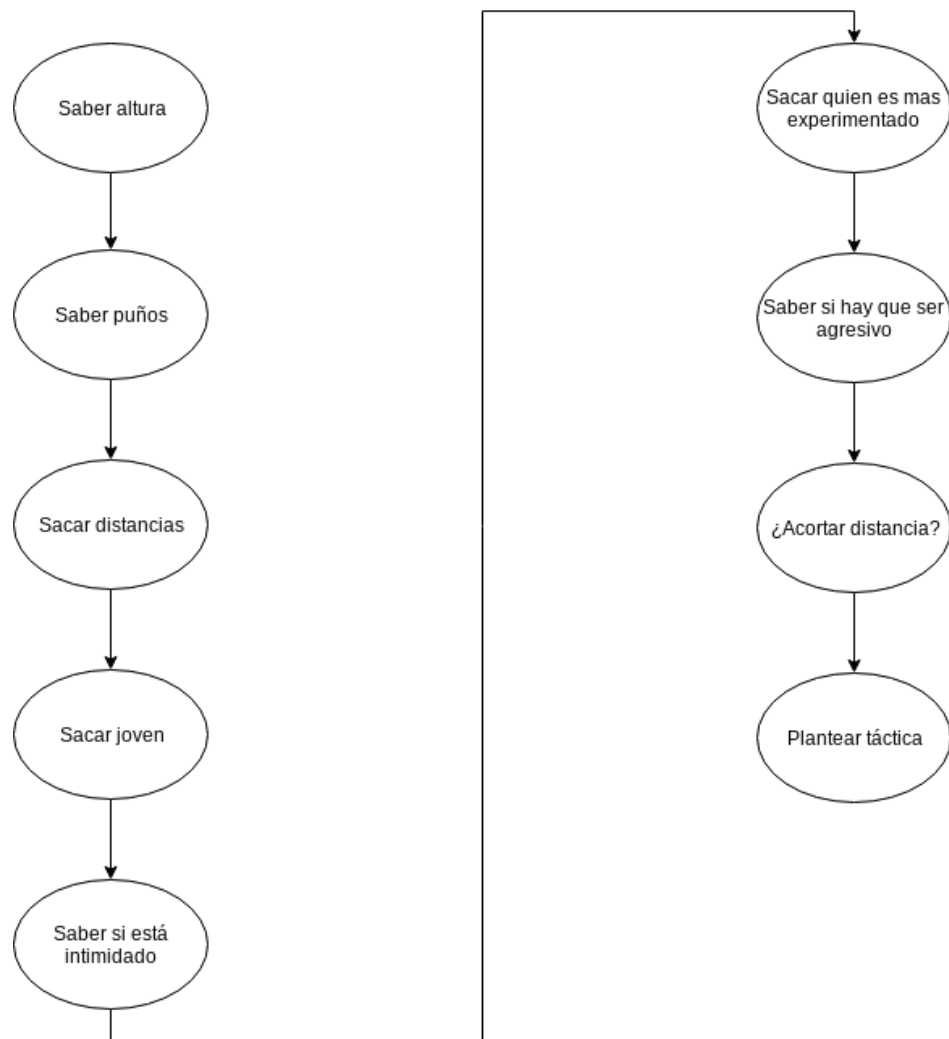 Saber altura
Saber puños
Sacar distancias
Sacar joven
Saber si está
intimidado
Sacar quien es mas
experimentado
Saber si hay que ser
agresivo
¿Acortar distancia?
Plantear táctica